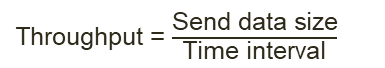 Throughput = Send data size
Time interval